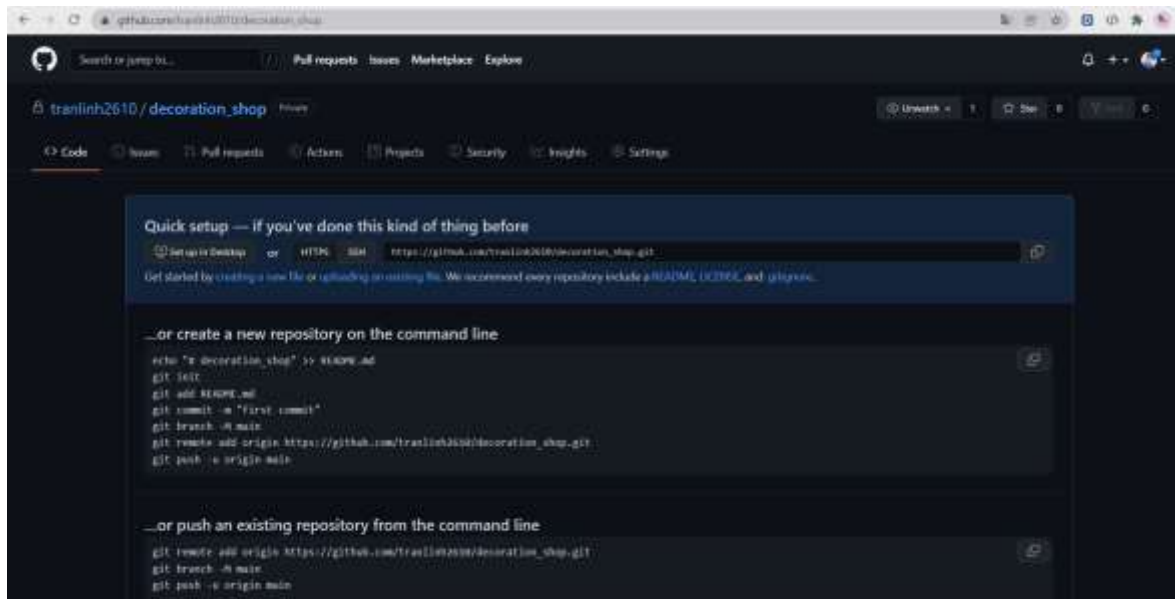 github.com/tranlinh2610/decoration_shop
Search or jump to... /
Pull requests Issues Marketplace Explore
tranlinh2610 / decoration_shop Private
Unwatch 1 Star 0 0
Code Issues Pull requests Actions Projects Security Insights Settings
Quick setup — if you've done this kind of thing before
Set up in Desktop or HTTPS SSH https://github.com/tranlinh2610/decoration_shop.git
Get started by creating a new file or uploading an existing file. We recommend every repository include a README, LICENSE, and .gitignore.
...or create a new repository on the command line
echo "# decoration_shop" >> README.md
git init
git add README.md
git commit -m "first commit"
git branch -M main
git remote add origin https://github.com/tranlinh2610/decoration_shop.git
git push -u origin main
...or push an existing repository from the command line
git remote add origin https://github.com/tranlinh2610/decoration_shop.git
git branch -M main
git push -u origin main